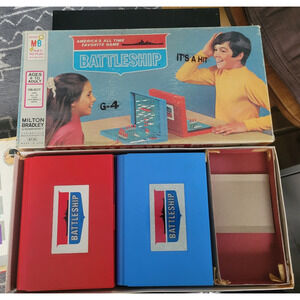 MB
AMERICA'S ALL TIME
FAVORITE GAME
BATTLESHIP
IT'S A HIT
G-4
AGES
8 TO
ADULT
MILTON
BRADLEY
BATTLESHIP
BATTLESHIP